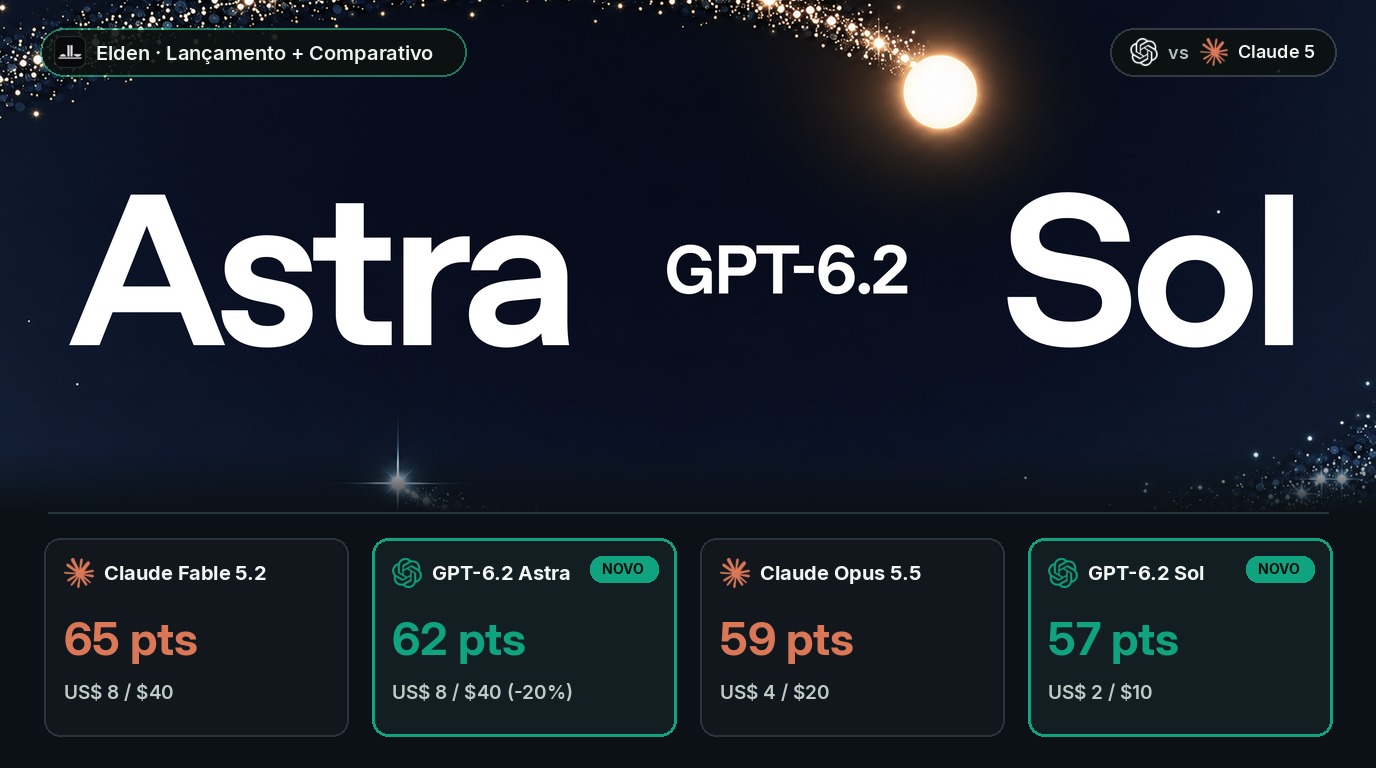 Elden · Lançamento + Comparativo
vs Claude 5
Astra GPT-6.2 Sol
Claude Fable 5.2
65 pts
US$ 8 / $40
GPT-6.2 Astra NOVO
62 pts
US$ 8 / $40 (-20%)
Claude Opus 5.5
59 pts
US$ 4 / $20
GPT-6.2 Sol NOVO
57 pts
US$ 2 / $10